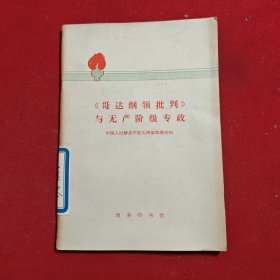 《哥达纲领批判》
与无产阶级专政
中国人民解放军驻天津部队理论组
商务印书馆